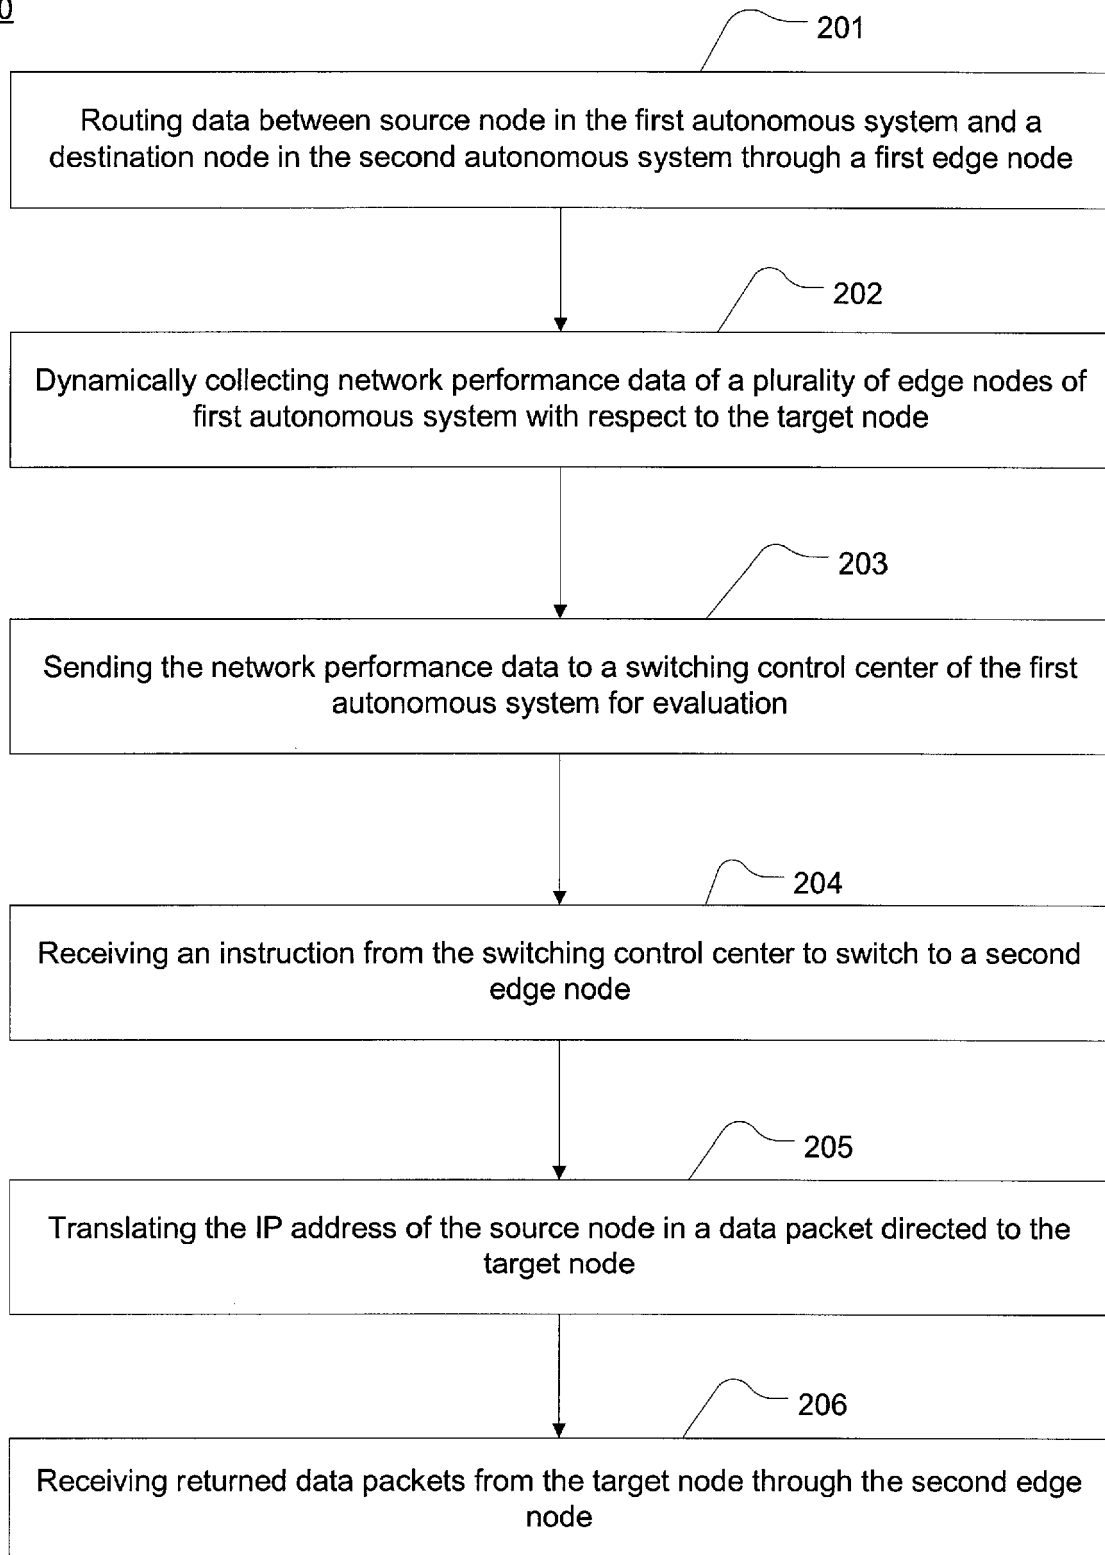 0
201
Routing data between source node in the first autonomous system and a
destination node in the second autonomous system through a first edge node
202
Dynamically collecting network performance data of a plurality of edge nodes of
first autonomous system with respect to the target node
203
Sending the network performance data to a switching control center of the first
autonomous system for evaluation
204
Receiving an instruction from the switching control center to switch to a second
edge node
205
Translating the IP address of the source node in a data packet directed to the
target node
206
Receiving returned data packets from the target node through the second edge
node